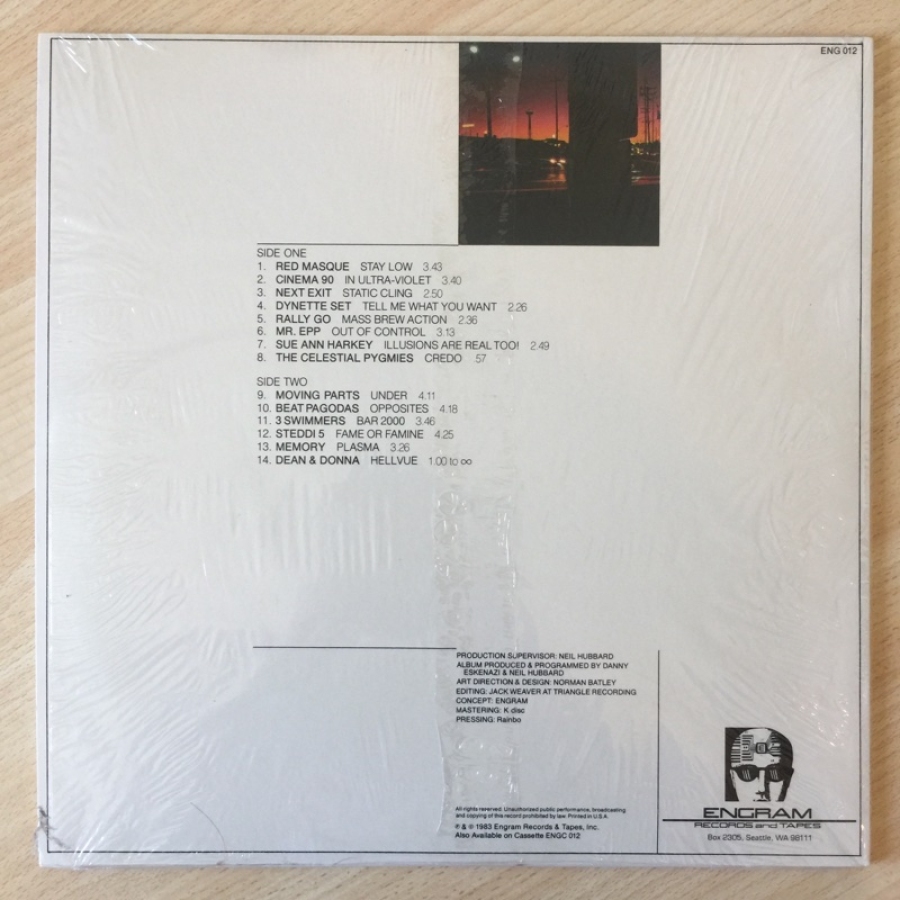 ENG 012
SIDE ONE
1. RED MASQUE STAY LOW 3.43
2. CINEMA 90 IN ULTRA-VIOLET 3.40
3. NEXT EXIT STATIC CLING 2.50
4. DYNETTE SET TELL ME WHAT YOU WANT 2.26
5. RALLY GO MASS BREW ACTION 2.36
6. MR. EPP OUT OF CONTROL 3.13
7. SUE ANN HARKEY ILLUSIONS ARE REAL TOO! 2.49
8. THE CELESTIAL PYGMIES CREDO .57
SIDE TWO
9. MOVING PARTS UNDER 4.11
10. BEAT PAGODAS OPPOSITES 4.18
11. 3 SWIMMERS BAR 2000 3.46
12. STEDDI 5 FAME OR FAMINE 4.25
13. MEMORY PLASMA 3.26
14. DEAN & DONNA HELLVUE 1.00 to ∞
PRODUCTION SUPERVISOR: NEIL HUBBARD
ALBUM PRODUCED & PROGRAMMED BY DANNY
ESKENAZI & NEIL HUBBARD
ART DIRECTION & DESIGN: NORMAN BATLEY
EDITING: JACK WEAVER AT TRIANGLE RECORDING
CONCEPT: ENGRAM
MASTERING: K disc
PRESSING: Rainbo
All rights reserved. Unauthorized public performance, broadcasting
and copying of this record prohibited by law. Printed in U.S.A.
℗ & © 1983 Engram Records & Tapes, Inc.
Also Available on Cassette ENGC 012
ENGRAM
RECORDS and TAPES
Box 2305, Seattle, WA 98111